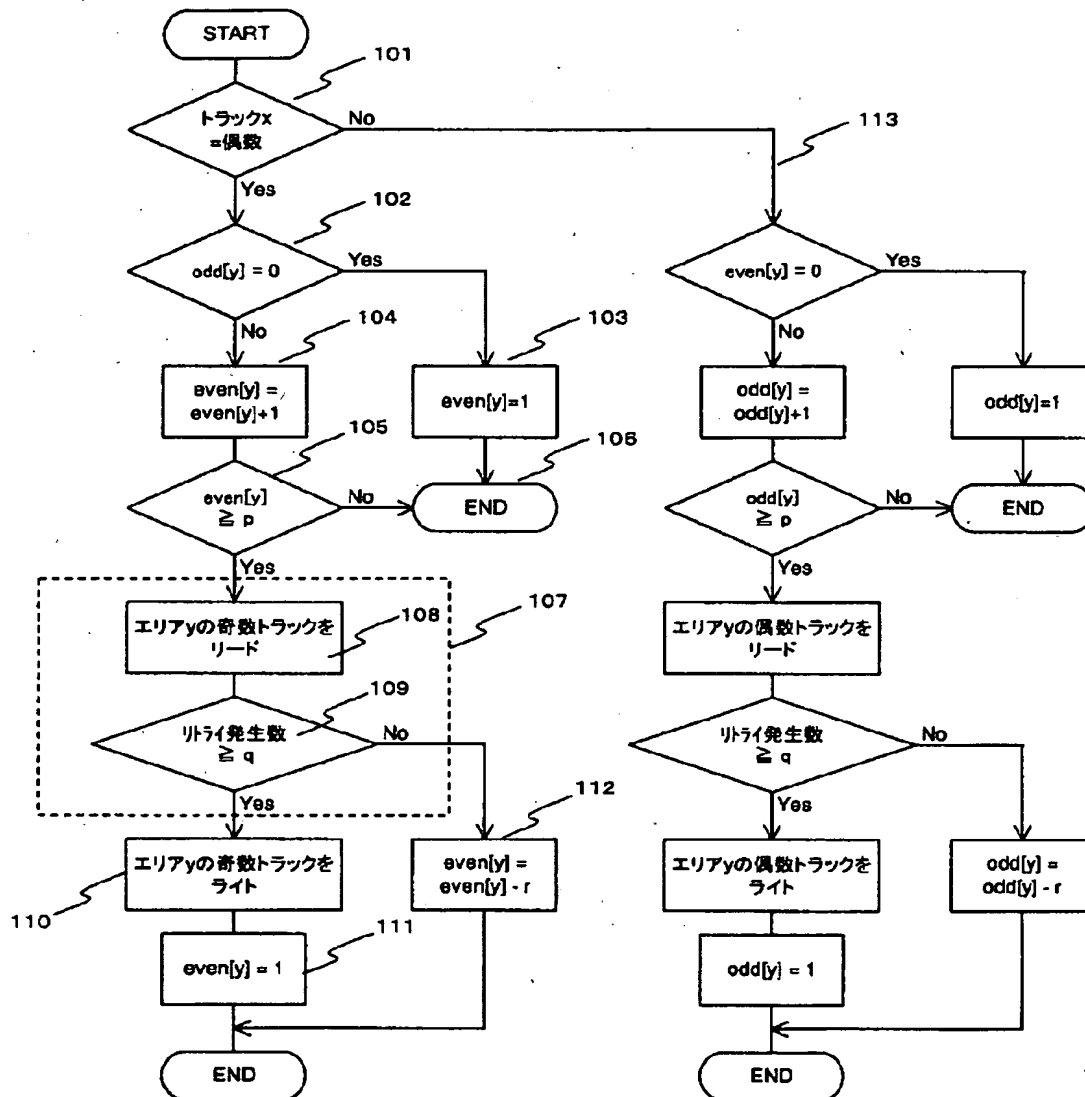 START
101
トラックx
=偶数
No
113
Yes
102
odd[y] = 0
Yes
even[y] = 0
Yes
No
104
103
No
even[y] =
even[y]+1
even[y]=1
odd[y] =
odd[y]+1
odd[y]=1
105
106
even[y]
≧ p
No
END
odd[y]
≧ p
No
END
Yes
Yes
107
エリアyの奇数トラックを
リード
108
エリアyの偶数トラックを
リード
109
リトライ発生数
≧ q
No
リトライ発生数
≧ q
No
Yes
112
Yes
エリアyの奇数トラックを
ライト
even[y] =
even[y] - r
エリアyの偶数トラックを
ライト
odd[y] =
odd[y] - r
110
111
even[y] = 1
odd[y] = 1
END
END